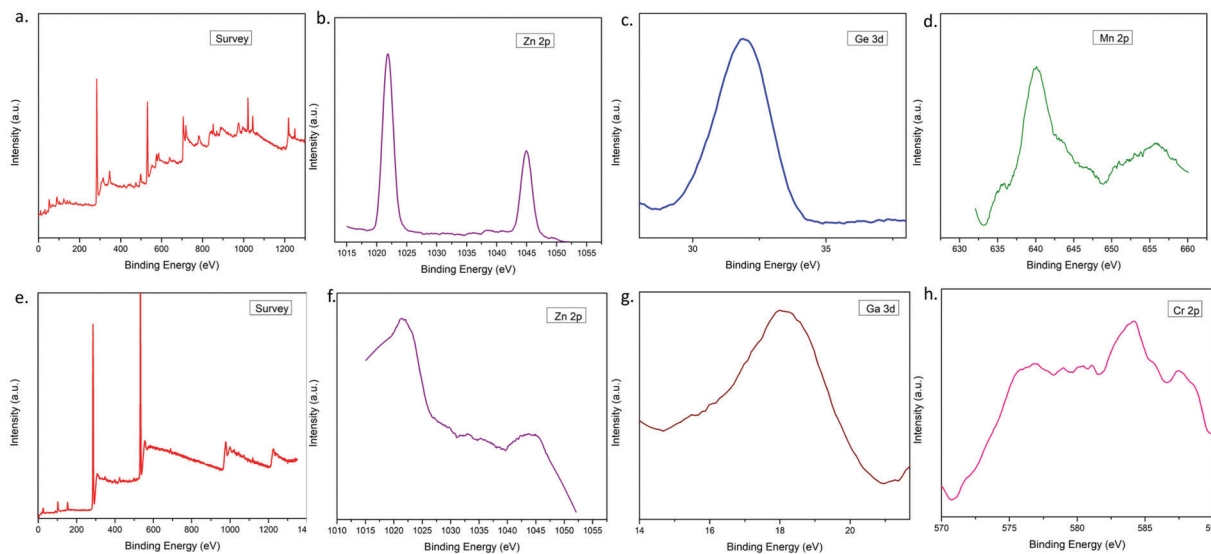 a.
Survey
Intensity (a.u.)
0 200 400 600 800 1000 1200
Binding Energy (eV)
b.
Zn 2p
Intensity (a.u.)
1015 1020 1025 1030 1035 1040 1045 1050 1055
Binding Energy (eV)
c.
Ge 3d
Intensity (a.u.)
30 35
Binding Energy (eV)
d.
Mn 2p
Intensity (a.u.)
630 635 640 645 650 655 660
Binding Energy (eV)
e.
Survey
Intensity (a.u.)
0 200 400 600 800 1000 1200 14
Binding Energy (eV)
f.
Zn 2p
Intensity (a.u.)
1010 1015 1020 1025 1030 1035 1040 1045 1050 1055
Binding Energy (eV)
g.
Ga 3d
Intensity (a.u.)
14 16 18 20
Binding Energy (eV)
h.
Cr 2p
Intensity (a.u.)
570 575 580 585
Binding Energy (eV)